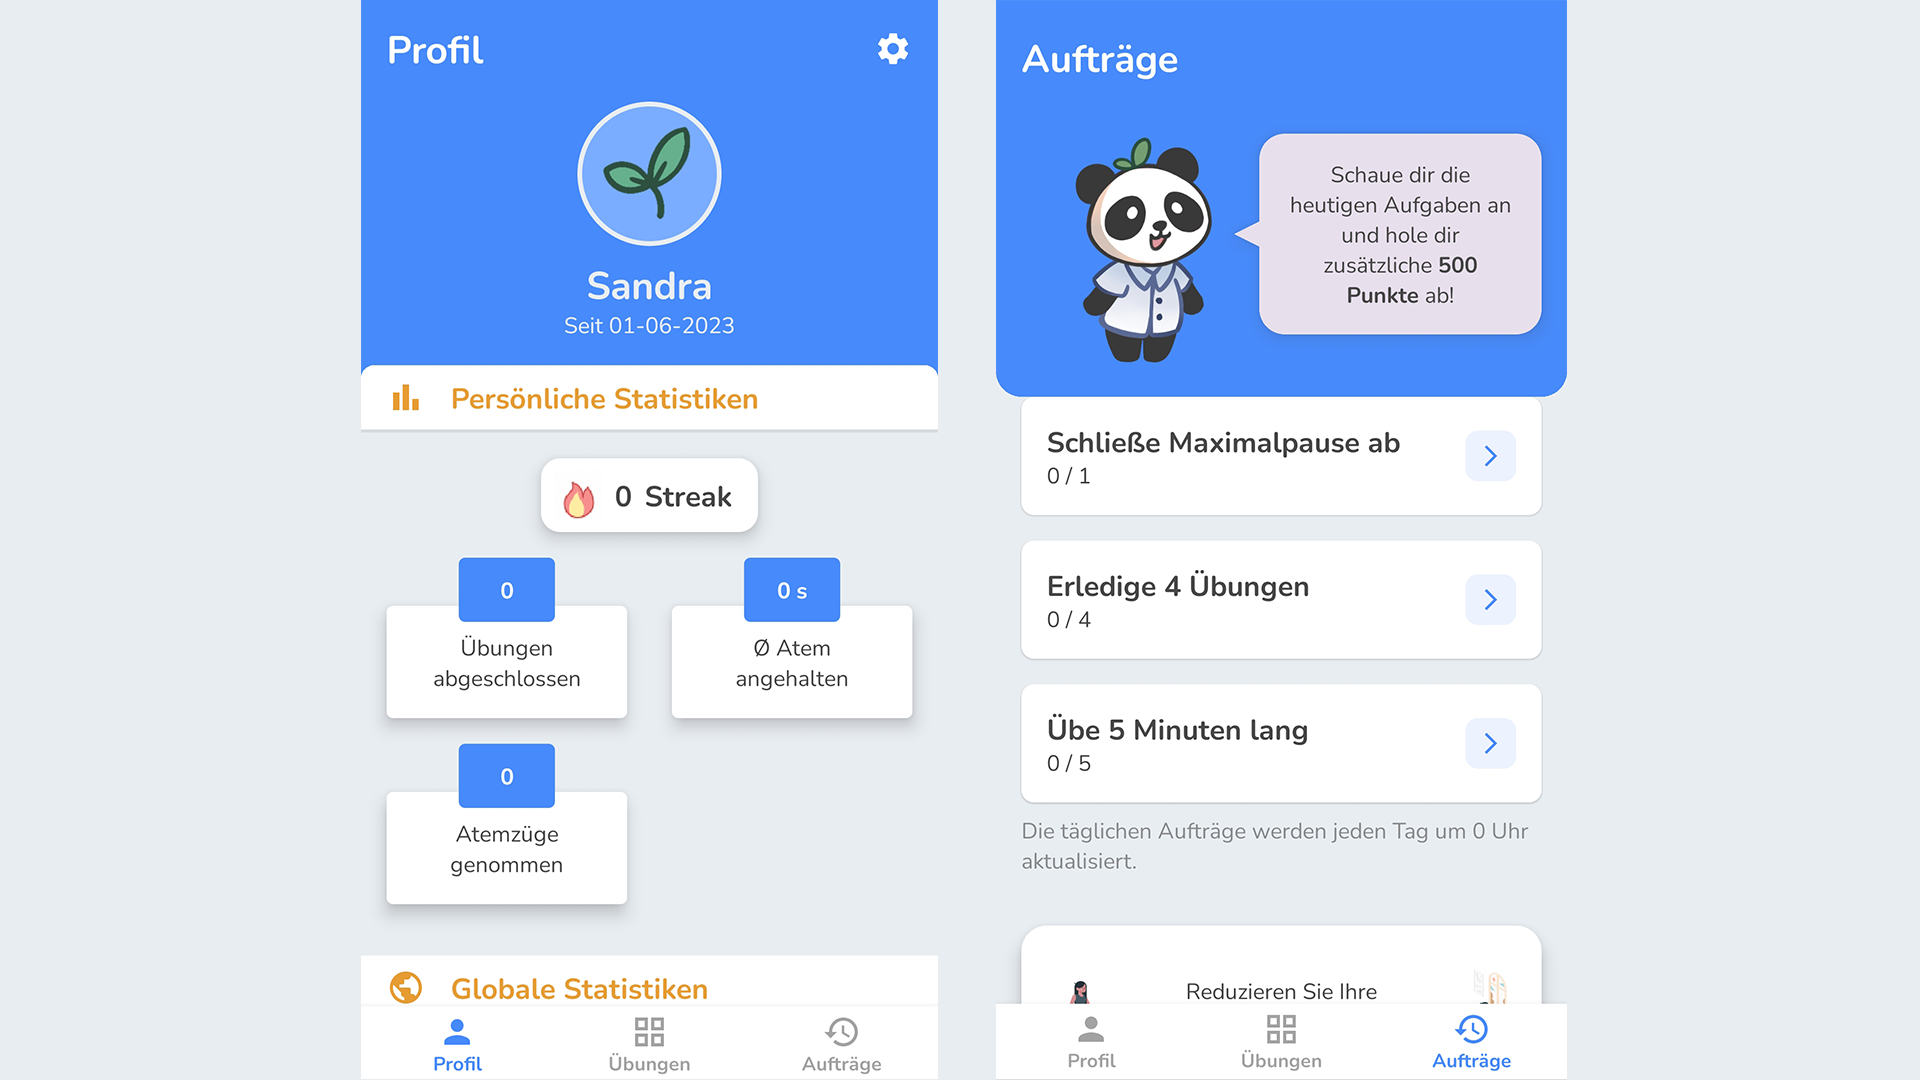 Profil
Sandra
Seit 01-06-2023
Persönliche Statistiken
0 Streak
0
Übungen
abgeschlossen
0 s
Ø Atem
angehalten
0
Atemzüge
genommen
Globale Statistiken
Profil
Übungen
Aufträge
Aufträge
Schaue dir die
heutigen Aufgaben an
und hole dir
zusätzliche 500
Punkte ab!
Schließe Maximalpause ab
0 / 1
Erledige 4 Übungen
0 / 4
Übe 5 Minuten lang
0 / 5
Die täglichen Aufträge werden jeden Tag um 0 Uhr
aktualisiert.
Reduzieren Sie Ihre
Profil
Übungen
Aufträge